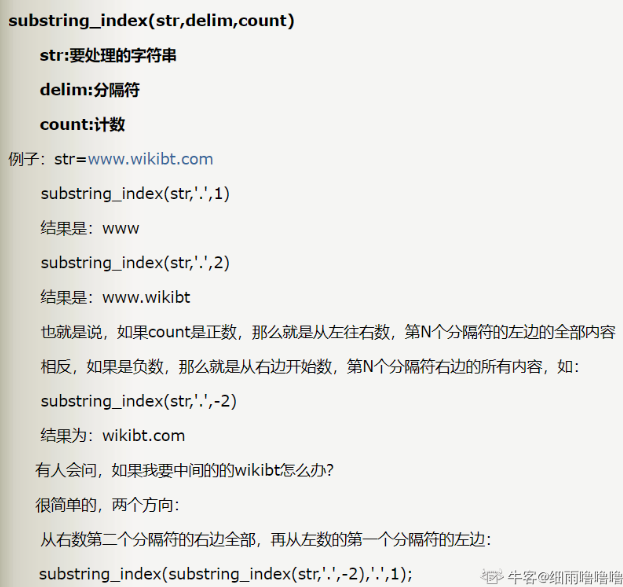 substring_index(str,delim,count)
str:要处理的字符串
delim:分隔符
count:计数
例子：str=www.wikibt.com
substring_index(str,'.',1)
结果是：www
substring_index(str,'.',2)
结果是：www.wikibt
也就是说，如果count是正数，那么就是从左往右数，第N个分隔符的左边的全部内容
相反，如果是负数，那么就是从右边开始数，第N个分隔符右边的所有内容，如：
substring_index(str,'.',-2)
结果为：wikibt.com
有人会问，如果我要中间的的wikibt怎么办？
很简单的，两个方向：
从右数第二个分隔符的右边全部，再从左数的第一个分隔符的左边：
substring_index(substring_index(str,'.',-2),'.',1);
牛客@细雨噜噜噜